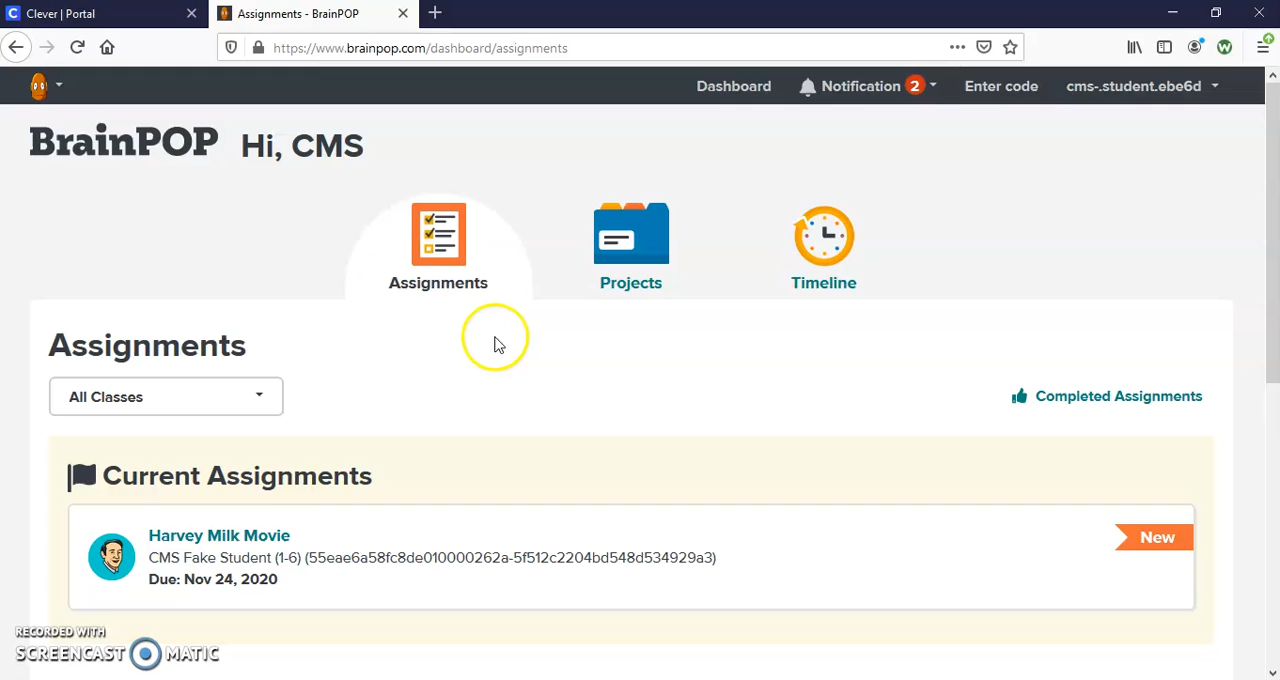 Clever | Portal
Assignments - BrainPOP
https://www.brainpop.com/dashboard/assignments
Dashboard
Notification 2
Enter code
cms-.student.ebe6d
BrainPOP Hi, CMS
Assignments
Projects
Timeline
Assignments
All Classes
Completed Assignments
Current Assignments
Harvey Milk Movie
New
CMS Fake Student (1-6) (55eae6a58fc8de010000262a-5f512c2204bd548d534929a3)
Due: Nov 24, 2020
RECORDED WITH
SCREENCAST MATIC